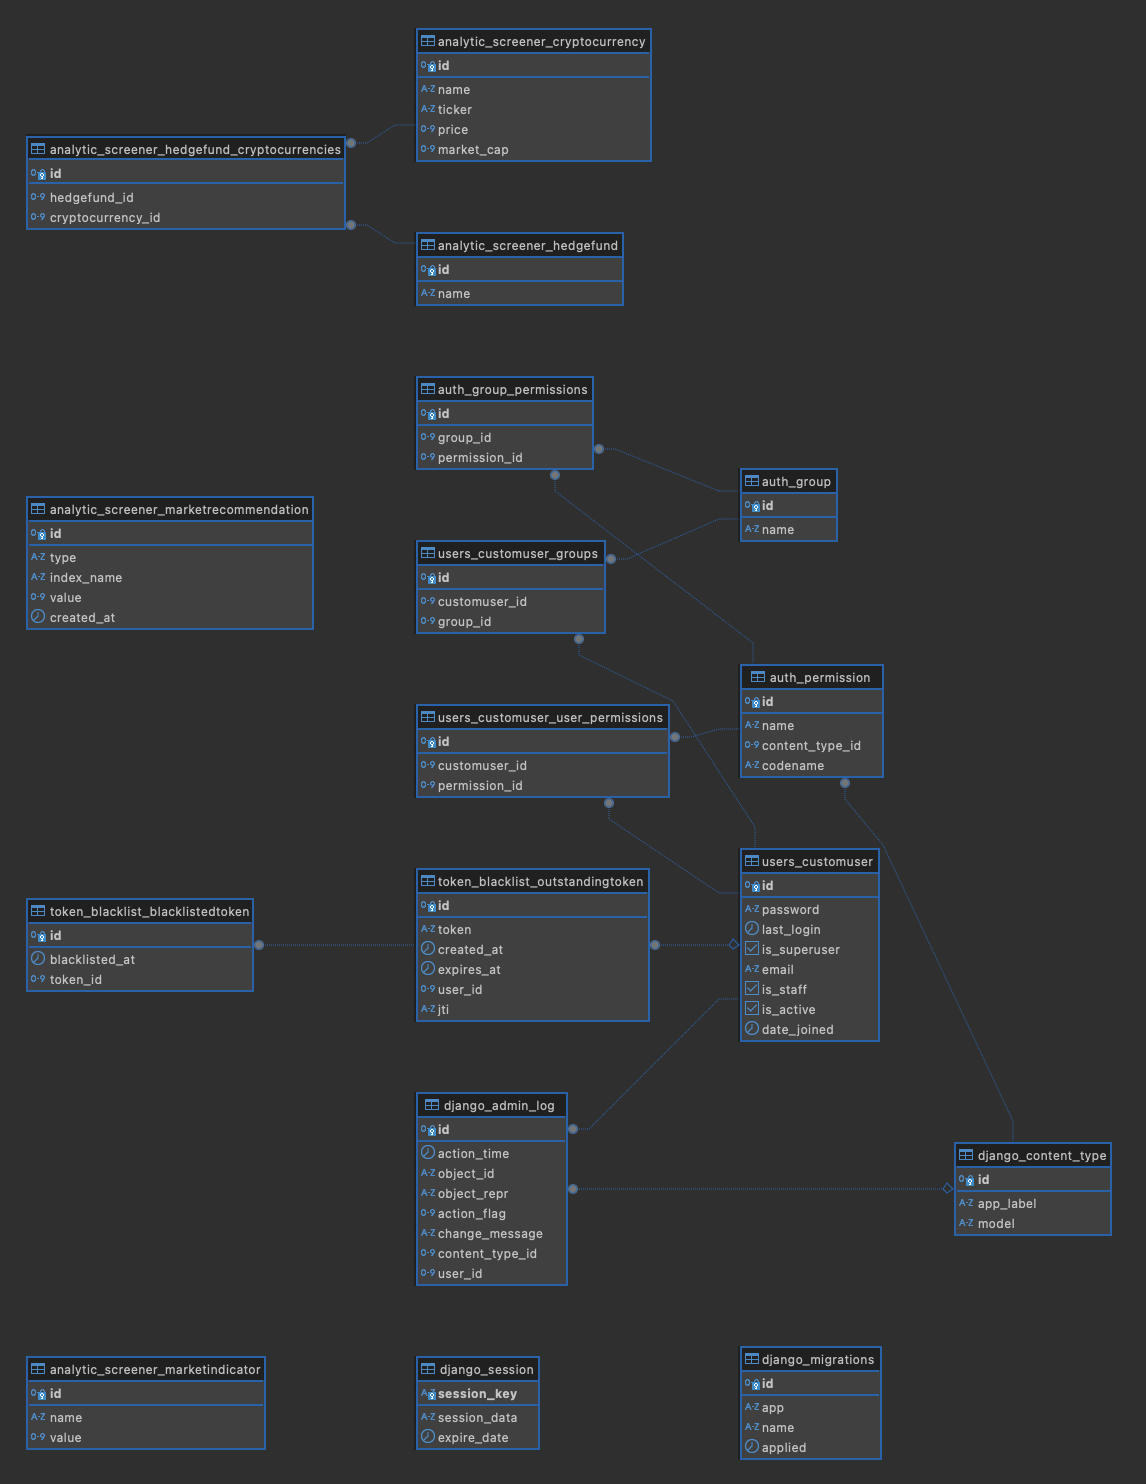 analytic_screener_cryptocurrency
id
name
ticker
price
market_cap
analytic_screener_hedgefund_cryptocurrencies
id
hedgefund_id
cryptocurrency_id
analytic_screener_hedgefund
id
name
auth_group_permissions
id
group_id
permission_id
auth_group
id
name
analytic_screener_marketrecommendation
id
type
index_name
value
created_at
users_customuser_groups
id
customuser_id
group_id
auth_permission
id
name
content_type_id
codename
users_customuser_user_permissions
id
customuser_id
permission_id
users_customuser
id
password
last_login
is_superuser
email
is_staff
is_active
date_joined
token_blacklist_outstandingtoken
id
token
created_at
expires_at
user_id
jti
token_blacklist_blacklistedtoken
id
blacklisted_at
token_id
django_admin_log
id
action_time
object_id
object_repr
action_flag
change_message
content_type_id
user_id
django_content_type
id
app_label
model
analytic_screener_marketindicator
id
name
value
django_session
session_key
session_data
expire_date
django_migrations
id
app
name
applied